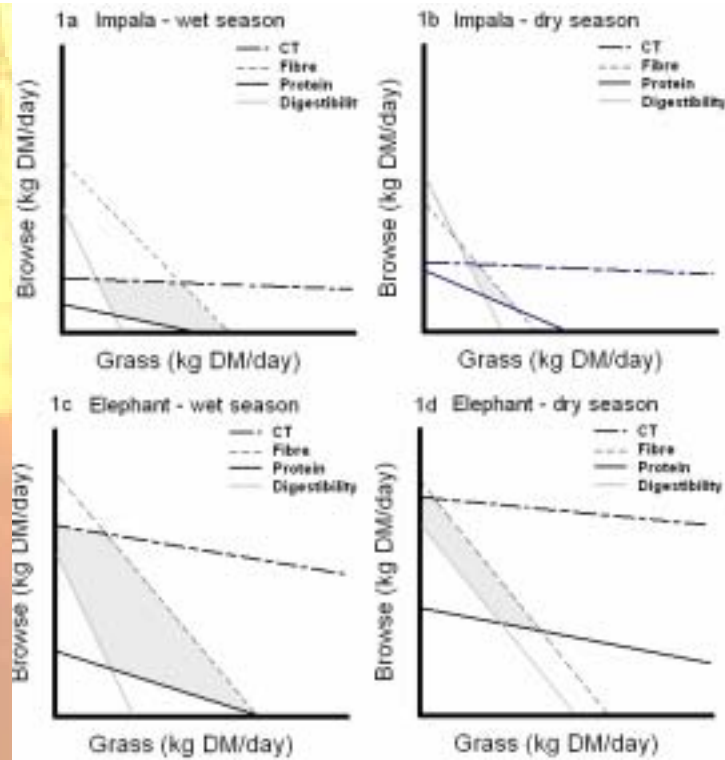 1a Impala - wet season
CT
Fibre
Protein
Digestibility
Browse (kg DM/day)
Grass (kg DM/day)
1b Impala - dry season
CT
Fibre
Protein
Digestibility
Browse (kg DM/day)
Grass (kg DM/day)
1c Elephant - wet season
CT
Fibre
Protein
Digestibility
Browse (kg DM/day)
Grass (kg DM/day)
1d Elephant - dry season
CT
Fibre
Protein
Digestibility
Browse (kg DM/day)
Grass (kg DM/day)